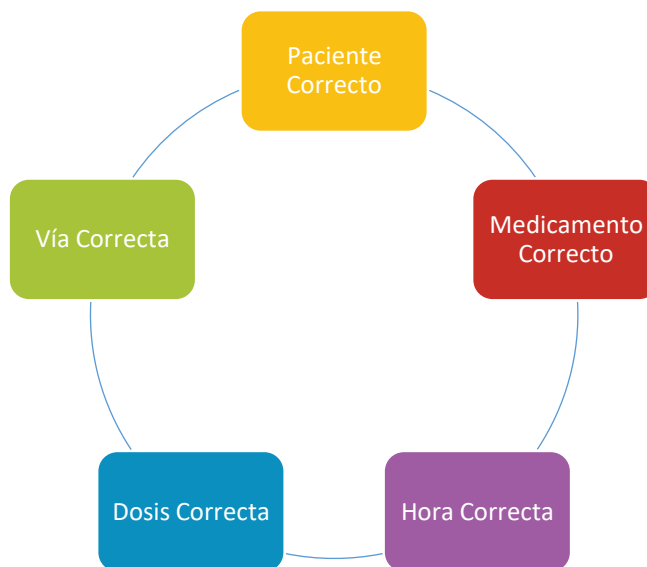 Paciente
Correcto
Medicamento
Correcto
Hora Correcta
Dosis Correcta
Vía Correcta